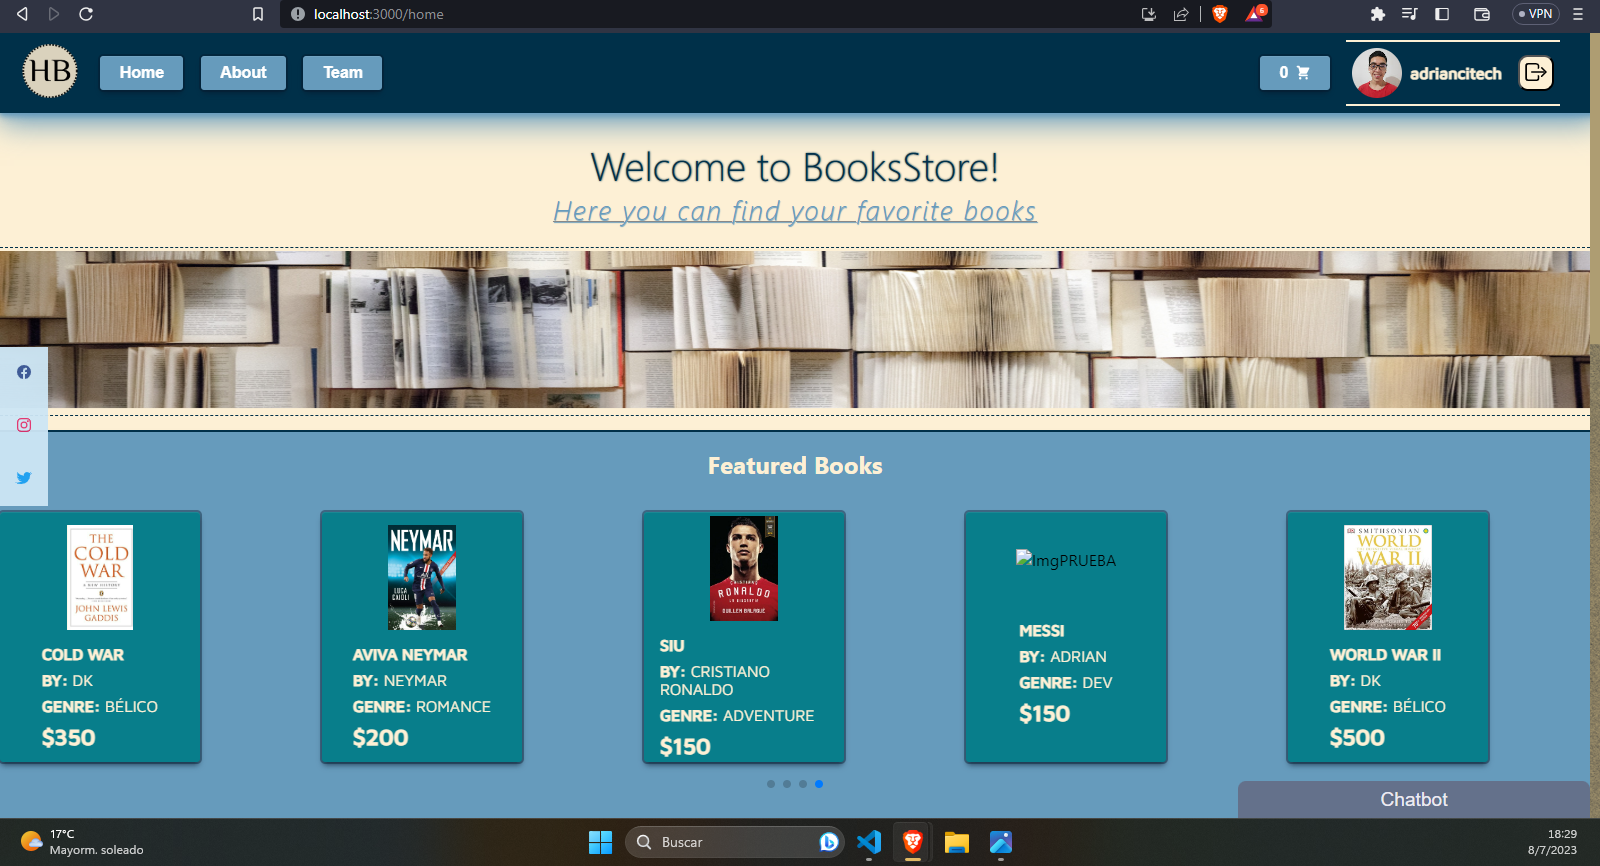 localhost:3000/home
6
VPN
HB
Home
About
Team
0
adriancitech
Welcome to BooksStore!
Here you can find your favorite books
Featured Books
THE
COLD
WAR
A NEW HISTORY
JOHN LEWIS
GADDIS
COLD WAR
BY: DK
GENRE: BÉLICO
$350
NEYMAR
LUCA
CAIOLI
AVIVA NEYMAR
BY: NEYMAR
GENRE: ROMANCE
$200
CRISTIANO
RONALDO
LA BIOGRAFÍA
GUILLEM BALAGUÉ
SIU
BY: CRISTIANO
RONALDO
GENRE: ADVENTURE
$150
ImgPRUEBA
MESSI
BY: ADRIAN
GENRE: DEV
$150
DK SMITHSONIAN
WORLD
WAR II
WORLD WAR II
BY: DK
GENRE: BÉLICO
$500
Chatbot
17°C
Mayorm. soleado
Buscar
18:29
8/7/2023